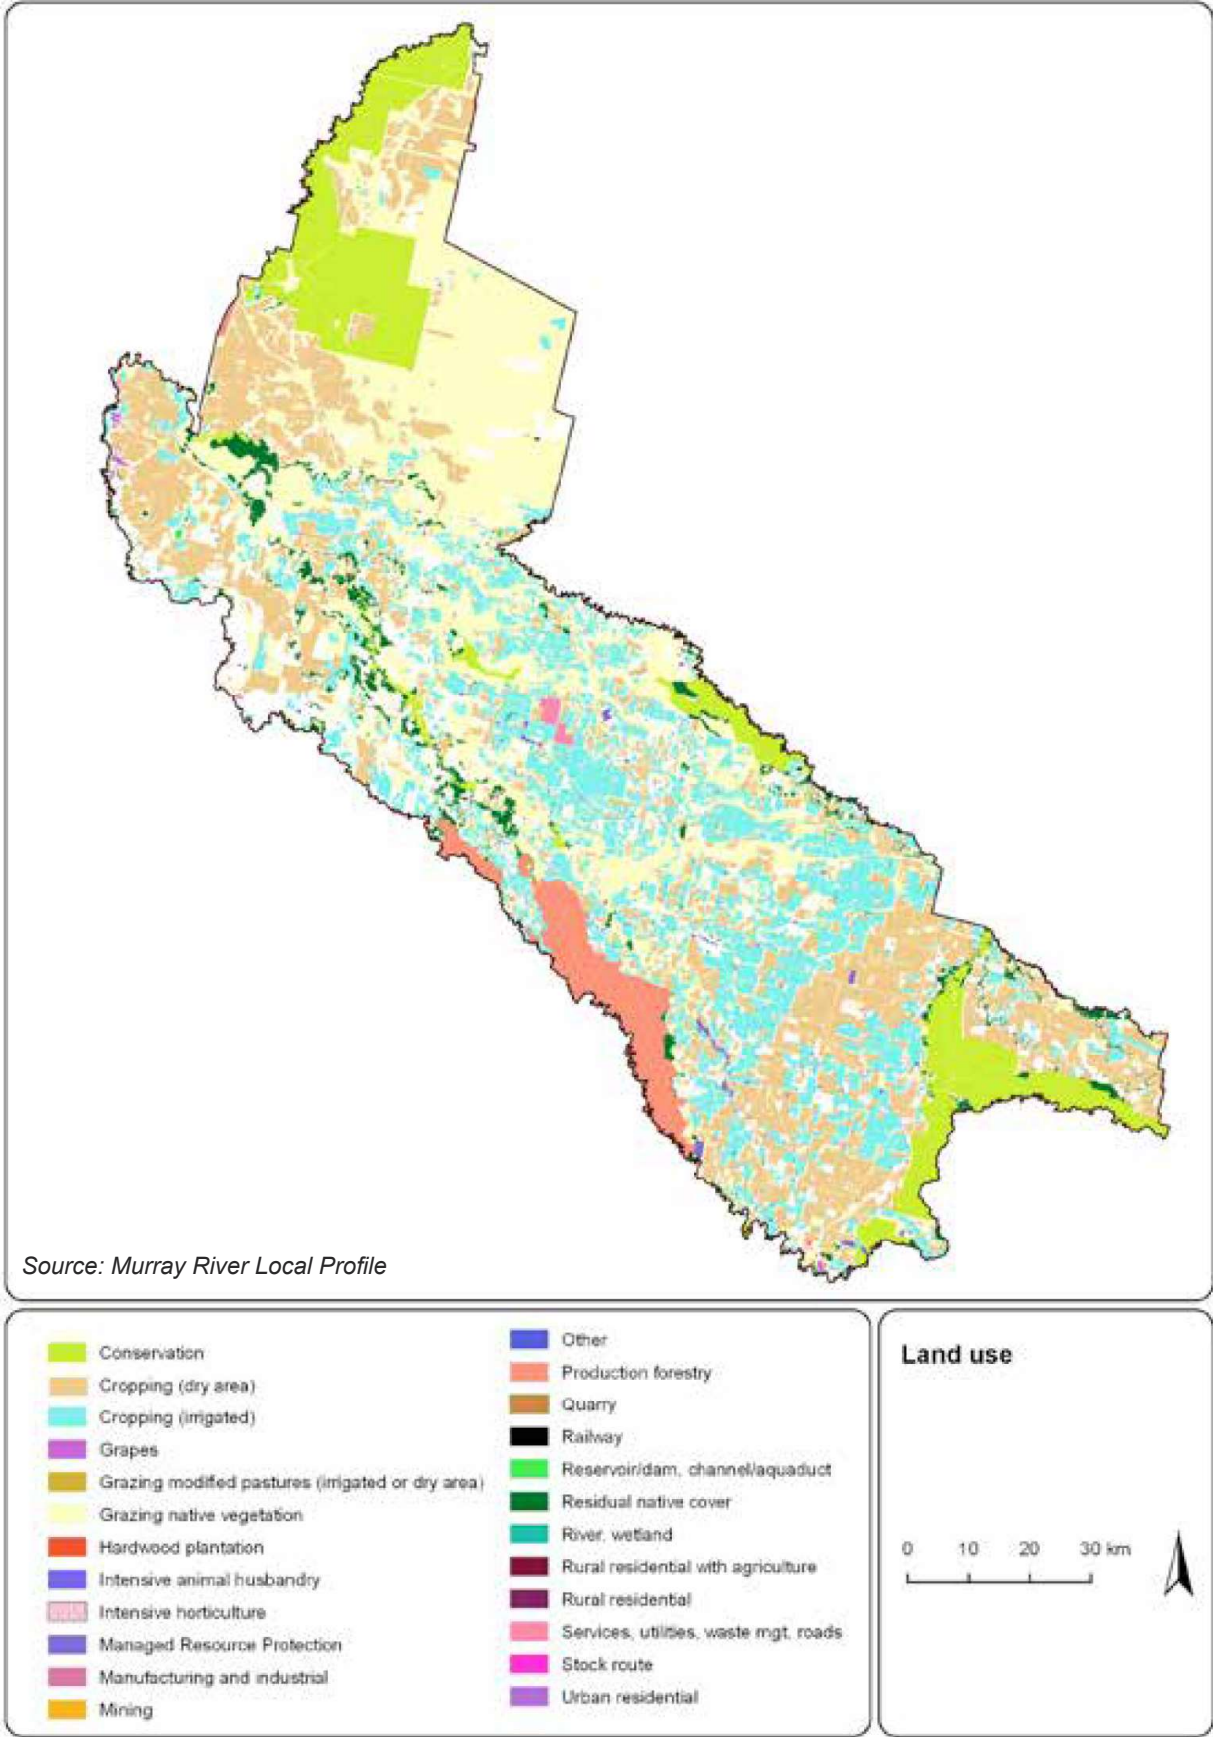 Source: Murray River Local Profile
Conservation
Cropping (dry area)
Cropping (irrigated)
Grapes
Grazing modified pastures (irrigated or dry area)
Grazing native vegetation
Hardwood plantation
Intensive animal husbandry
Intensive horticulture
Managed Resource Protection
Manufacturing and industrial
Mining
Other
Production forestry
Quarry
Railway
Reservoir/dam, channel/aquaduct
Residual native cover
River, wetland
Rural residential with agriculture
Rural residential
Services, utilities, waste mgt, roads
Stock route
Urban residential
Land use
0 10 20 30 km